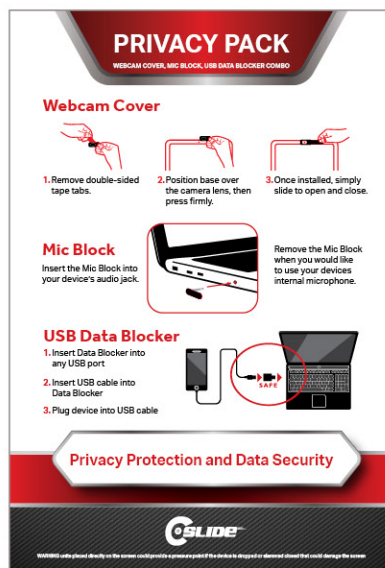 PRIVACY PACK
WEBCAM COVER, MIC BLOCK, USB DATA BLOCKER COMBO
Webcam Cover
1. Remove double-sided
tape tabs.
2. Position base over
the camera lens, then
press firmly.
3. Once installed, simply
slide to open and close.
Mic Block
Insert the Mic Block into
your device's audio jack.
Remove the Mic Block
when you would like
to use your devices
internal microphone.
USB Data Blocker
1. Insert Data Blocker into
any USB port
2. Insert USB cable into
Data Blocker
3. Plug device into USB cable
SAFE
Privacy Protection and Data Security
C-SLIDE
WARNING units placed directly on the screen could provide a pressure point if the device is dropped or slammed closed that could damage the screen